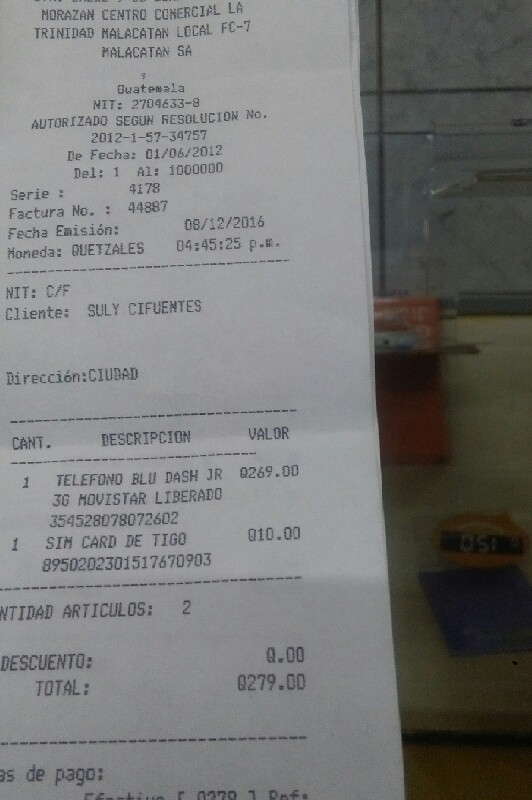 MORAZAN CENTRO COMERCIAL LA
TRINIDAD MALACATAN LOCAL FC-7
MALACATAN SA
,
Guatemala
NIT: 2704633-8
AUTORIZADO SEGUN RESOLUCION No.
2012-1-57-34757
De Fecha: 01/06/2012
Del: 1 Al: 1000000
Serie : 4178
Factura No. : 44887
Fecha Emisión: 08/12/2016
Moneda: QUETZALES 04:45:25 p.m.
NIT: C/F
Cliente: SULY CIFUENTES
Dirección:CIUDAD
CANT. DESCRIPCION VALOR
1 TELEFONO BLU DASH JR Q269.00
3G MOVISTAR LIBERADO
354528078072602
1 SIM CARD DE TIGO Q10.00
8950202301517670903
NTIDAD ARTICULOS: 2
DESCUENTO: Q.00
TOTAL: Q279.00
as de pago:
Efectivo [ Q279 ] Ref: